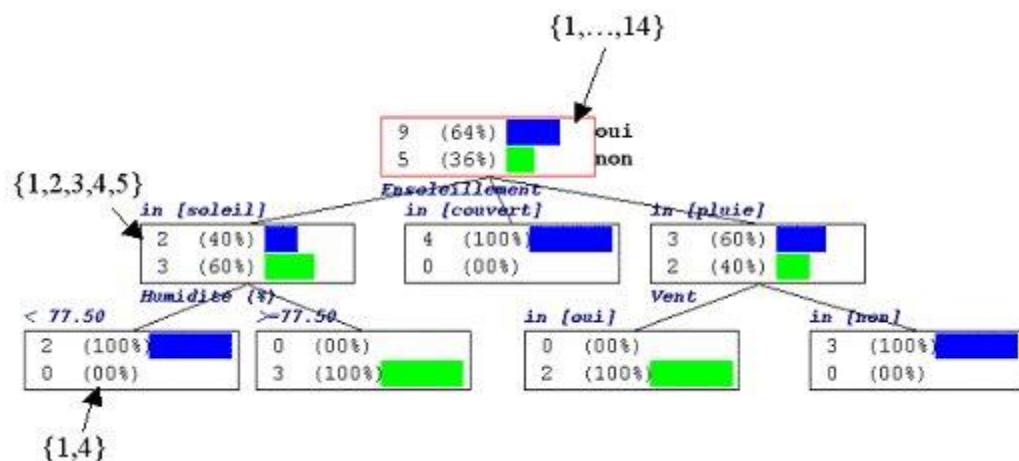 {1,…,14}
9 (64%) oui
5 (36%) non
{1,2,3,4,5}
Ensoleillement
in [soleil] in [couvert] in [pluie]
2 (40%) 4 (100%) 3 (60%)
3 (60%) 0 (00%) 2 (40%)
Humidité (%) Vent
< 77.50 >=77.50 in [oui] in [non]
2 (100%) 0 (00%) 0 (00%) 3 (100%)
0 (00%) 3 (100%) 2 (100%) 0 (00%)
{1,4}